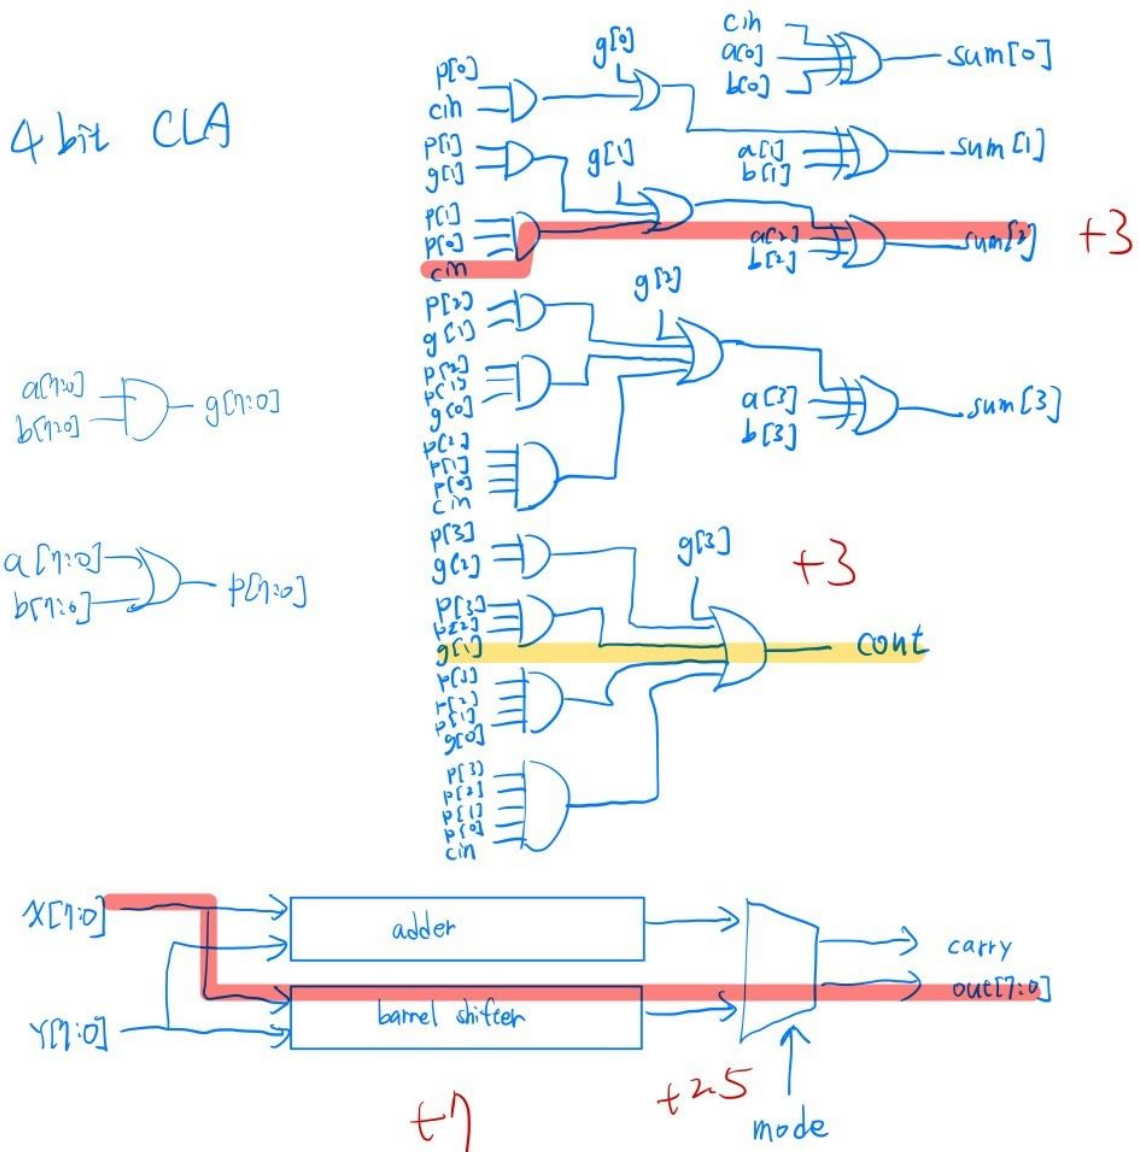 4 bit CLA
p[0]
cin
g[0]
cin
a[0]
b[0]
sum[0]
p[1]
g[1]
g[1]
a[1]
b[1]
sum[1]
p[1]
p[0]
cin
a[2]
b[2]
sum[2]
+3
p[2]
g[1]
g[2]
p[2]
p[1]
g[0]
a[3]
b[3]
sum[3]
a[7:0]
b[7:0]
g[7:0]
p[2]
p[1]
p[0]
cin
p[3]
g[2]
g[3]
+3
a[7:0]
b[7:0]
p[7:0]
p[3]
p[2]
g[1]
cout
p[3]
p[2]
p[1]
g[0]
p[3]
p[2]
p[1]
p[0]
cin
X[7:0]
adder
carry
Y[7:0]
barrel shifter
out[7:0]
+7
+2.5
mode